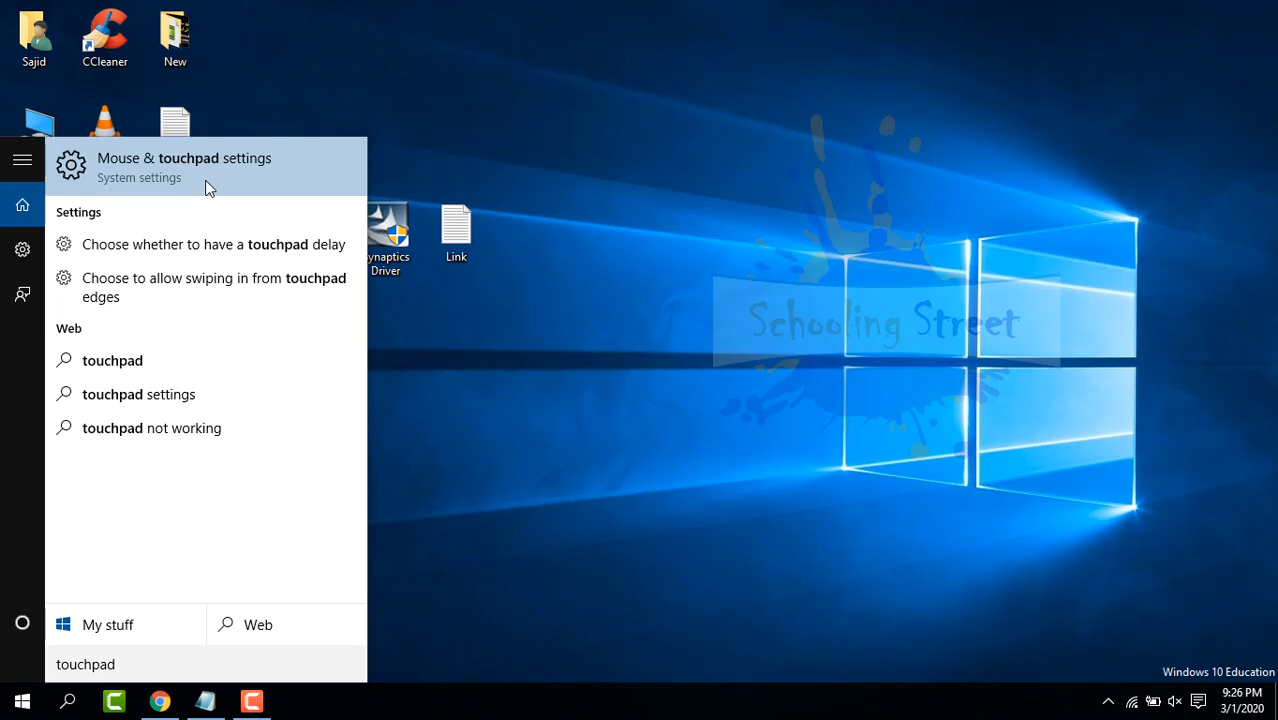 Sajid
CCleaner
New
Mouse & touchpad settings
System settings
Settings
Choose whether to have a touchpad delay
Choose to allow swiping in from touchpad
edges
Web
touchpad
touchpad settings
touchpad not working
My stuff
Web
touchpad
Driver
Link
Schooling Street
Windows 10 Education
9:26 PM
3/1/2020